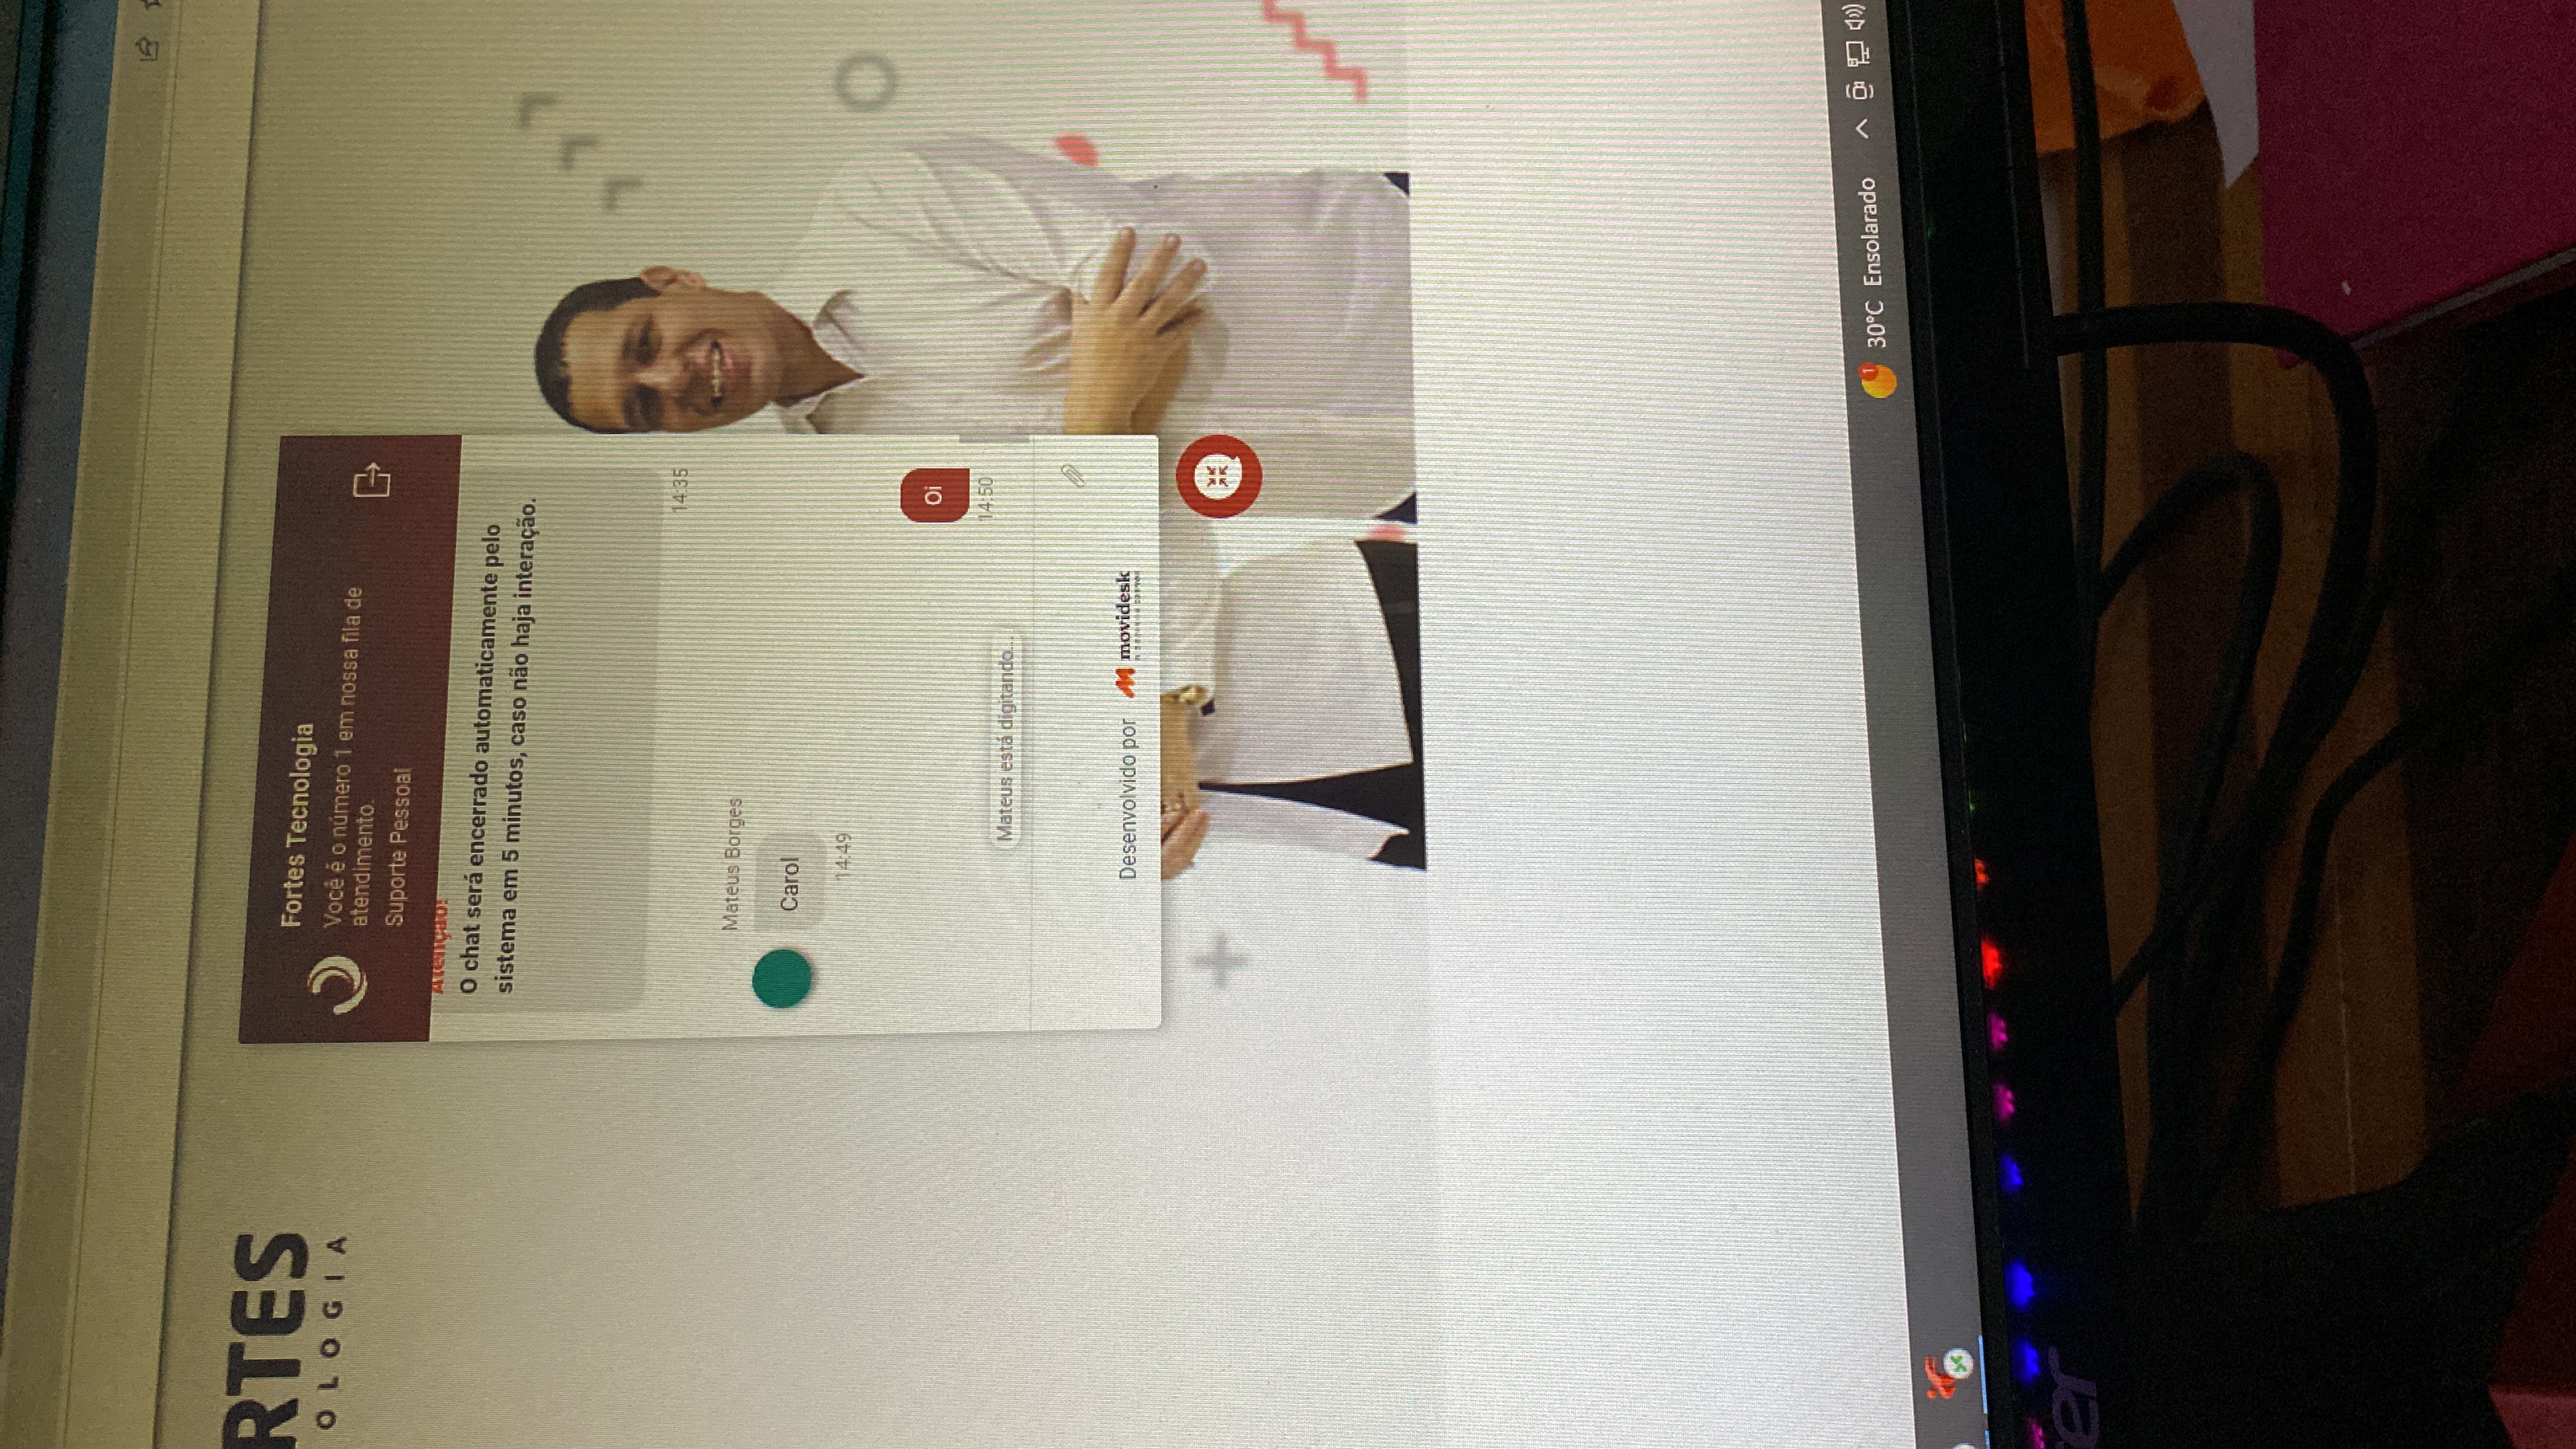 RTES
OLOGIA
Fortes Tecnologia
Você é o número 1 em nossa fila de
atendimento.
Suporte Pessoal
Atenção!
O chat será encerrado automaticamente pelo
sistema em 5 minutos, caso não haja interação.
14:35
Mateus Borges
Carol
14:49
Oi
14:50
Mateus está digitando...
Desenvolvido por movidesk
1
30°C Ensolarado
cer